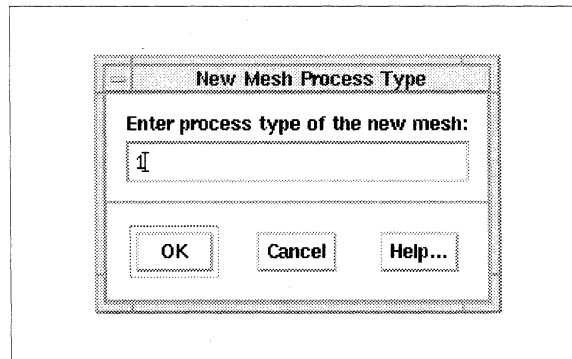 New Mesh Process Type
Enter process type of the new mesh:
1
OK Cancel Help...